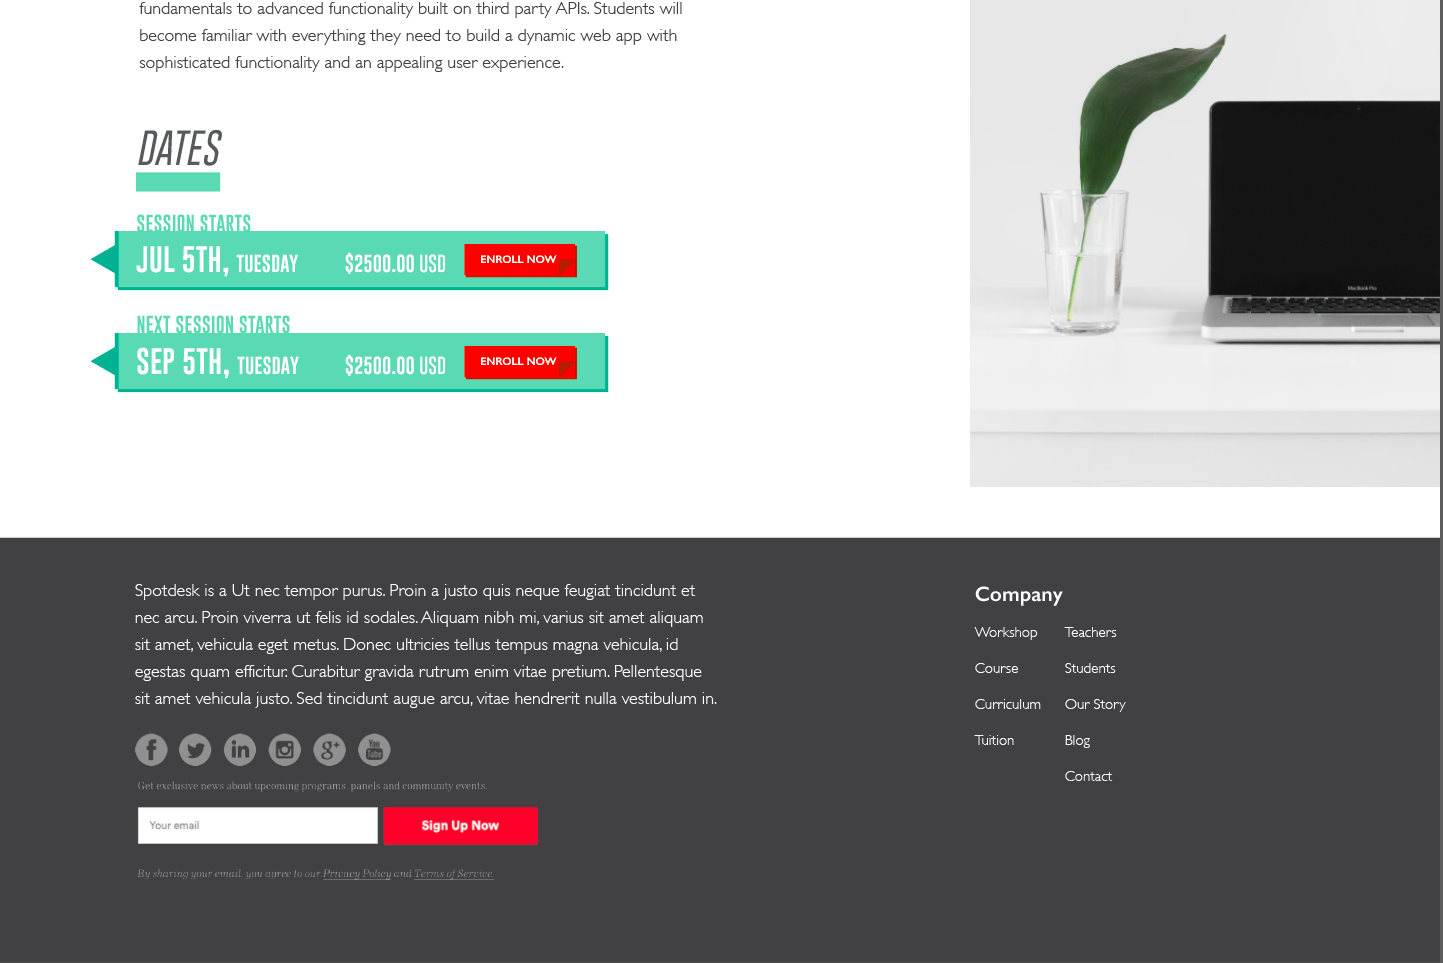 fundamentals to advanced functionality built on third party APIs. Students will
become familiar with everything they need to build a dynamic web app with
sophisticated functionality and an appealing user experience.
DATES
SESSION STARTS
JUL 5TH, TUESDAY $2500.00 USD ENROLL NOW
NEXT SESSION STARTS
SEP 5TH, TUESDAY $2500.00 USD ENROLL NOW
MacBook Pro
Spotdesk is a Ut nec tempor purus. Proin a justo quis neque feugiat tincidunt et
nec arcu. Proin viverra ut felis id sodales. Aliquam nibh mi, varius sit amet aliquam
sit amet, vehicula eget metus. Donec ultricies tellus tempus magna vehicula, id
egestas quam efficitur. Curabitur gravida rutrum enim vitae pretium. Pellentesque
sit amet vehicula justo. Sed tincidunt augue arcu, vitae hendrerit nulla vestibulum in.
You Tube
Get exclusive news about upcoming programs, panels and community events.
Your email
Sign Up Now
By sharing your email, you agree to our Privacy Policy and Terms of Service.
Company
Workshop Teachers
Course Students
Curriculum Our Story
Tuition Blog
Contact